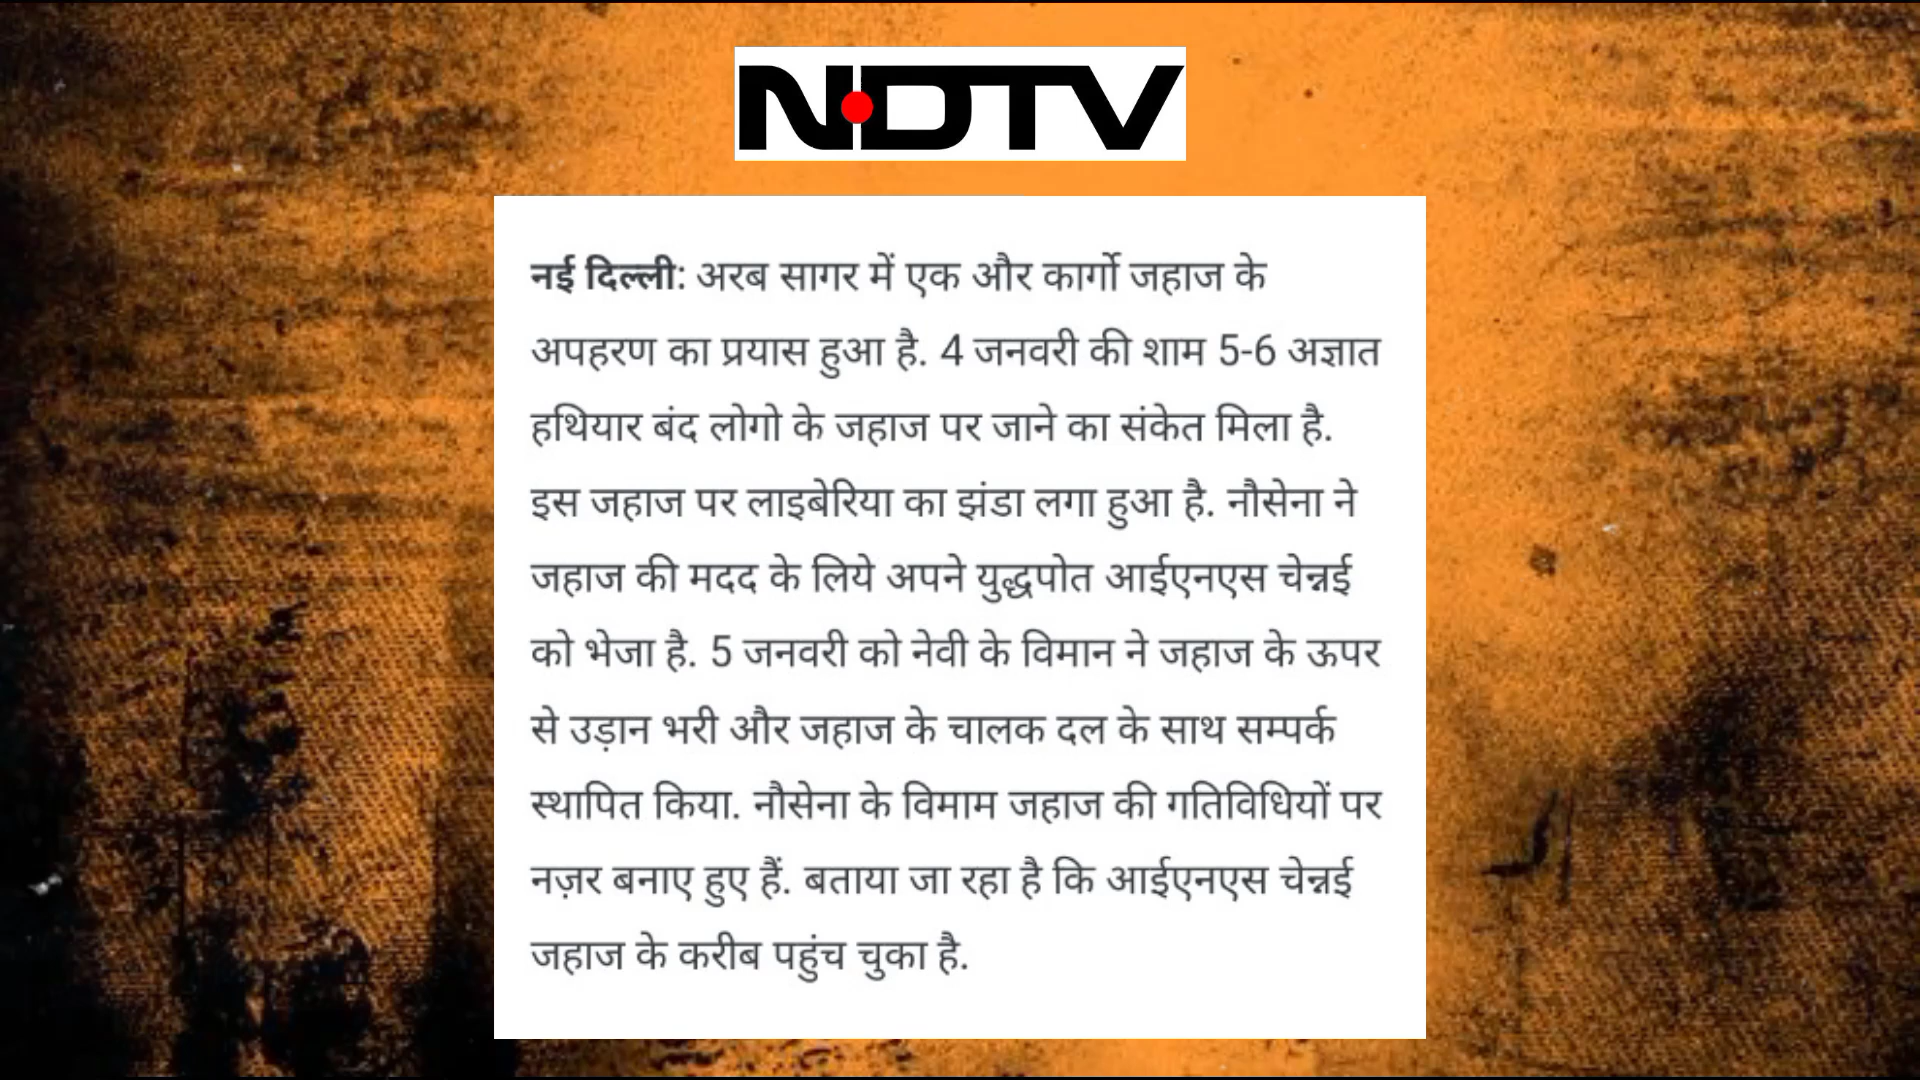 NDTV
नई दिल्ली: अरब सागर में एक और कार्गो जहाज के
अपहरण का प्रयास हुआ है. 4 जनवरी की शाम 5-6 अज्ञात
हथियार बंद लोगो के जहाज पर जाने का संकेत मिला है.
इस जहाज पर लाइबेरिया का झंडा लगा हुआ है. नौसेना ने
जहाज की मदद के लिये अपने युद्धपोत आईएनएस चेन्नई
को भेजा है. 5 जनवरी को नेवी के विमान ने जहाज के ऊपर
से उड़ान भरी और जहाज के चालक दल के साथ सम्पर्क
स्थापित किया. नौसेना के विमाम जहाज की गतिविधियों पर
नज़र बनाए हुए हैं. बताया जा रहा है कि आईएनएस चेन्नई
जहाज के करीब पहुंच चुका है.